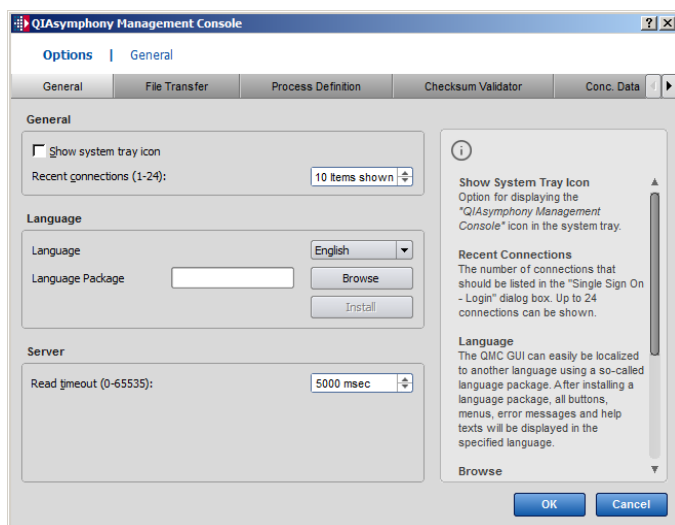 QIAsymphony Management Console
Options | General
General
File Transfer
Process Definition
Checksum Validator
Conc. Data
General
Show system tray icon
Recent connections (1-24):
10 Items shown
Language
Language
English
Language Package
Browse
Install
Server
Read timeout (0-65535):
5000 msec
Show System Tray Icon
Option for displaying the
"QIAsymphony Management
Console" icon in the system tray.
Recent Connections
The number of connections that
should be listed in the "Single Sign On
- Login" dialog box. Up to 24
connections can be shown.
Language
The QMC GUI can easily be localized
to another language using a so-called
language package. After installing a
language package, all buttons,
menus, error messages and help
texts will be displayed in the
specified language.
Browse
OK
Cancel